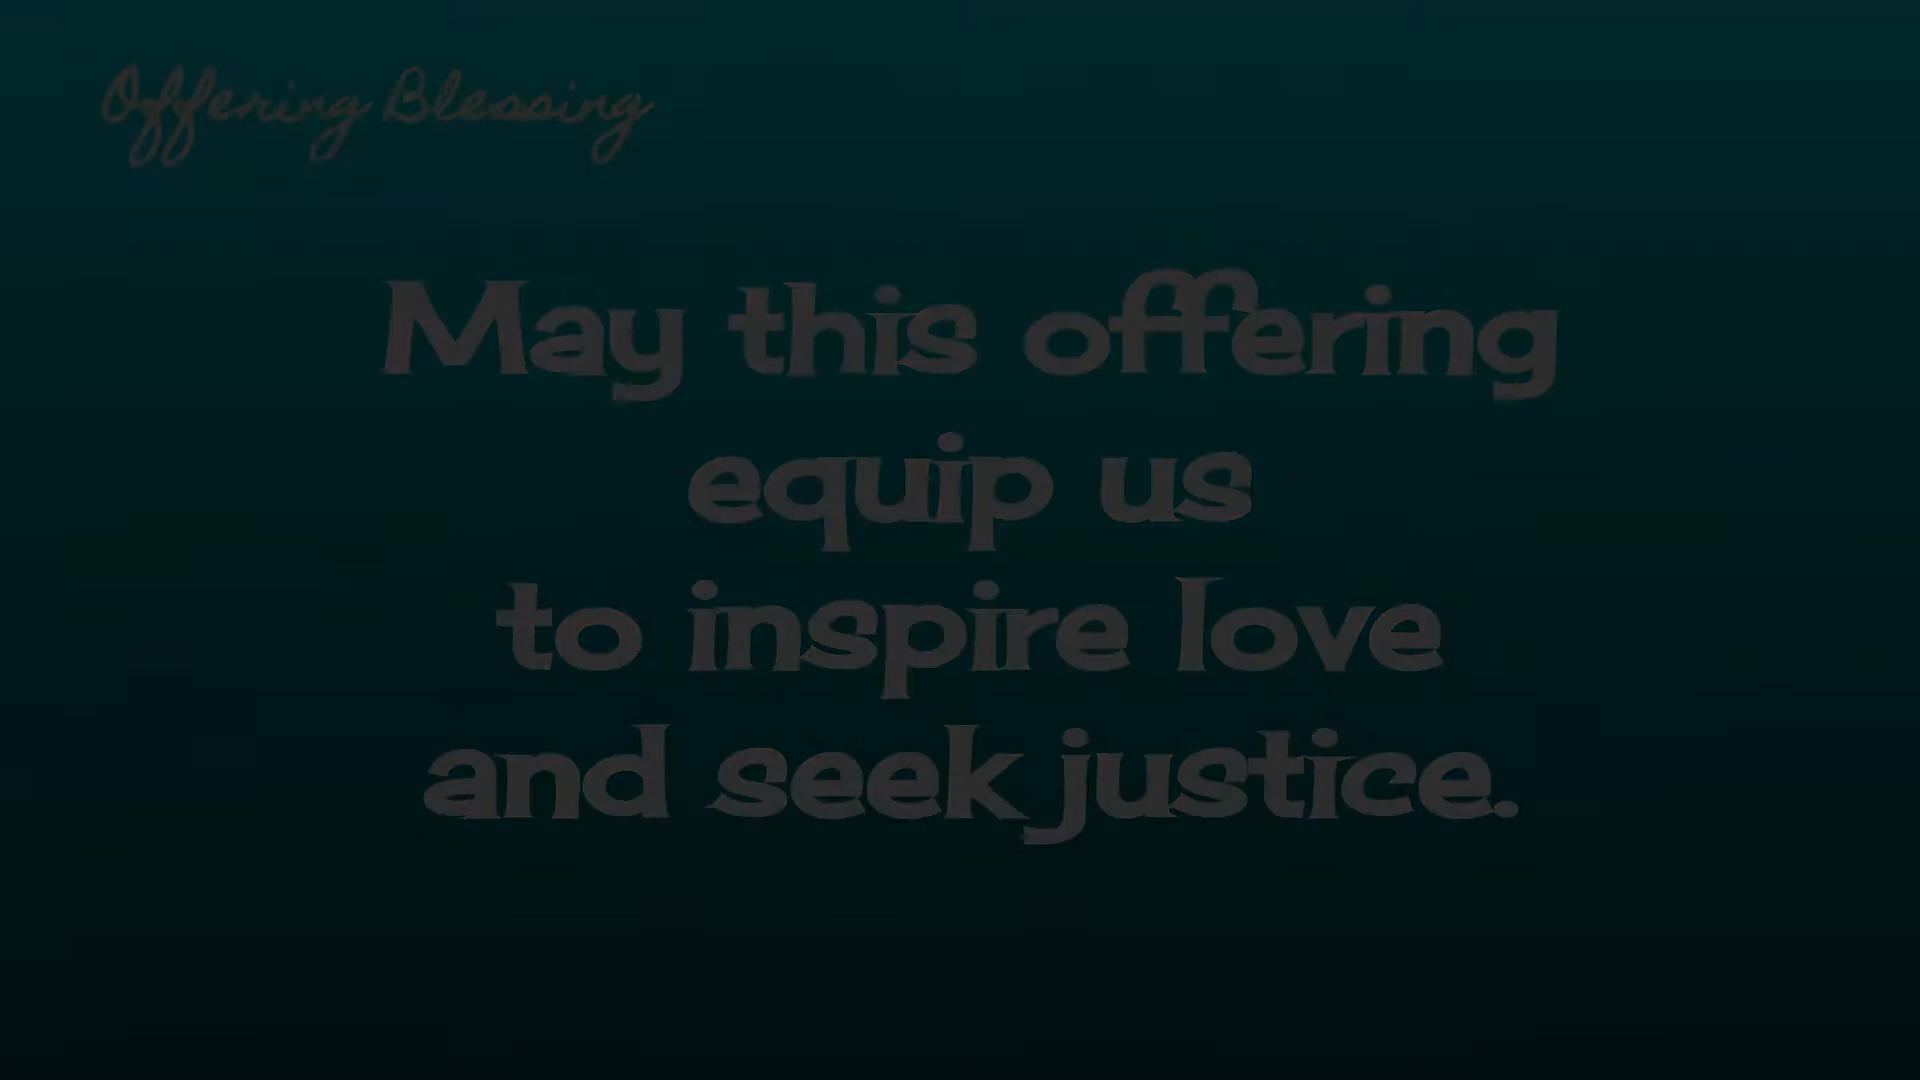 Offering Blessing
May this offering
equip us
to inspire love
and seek justice.